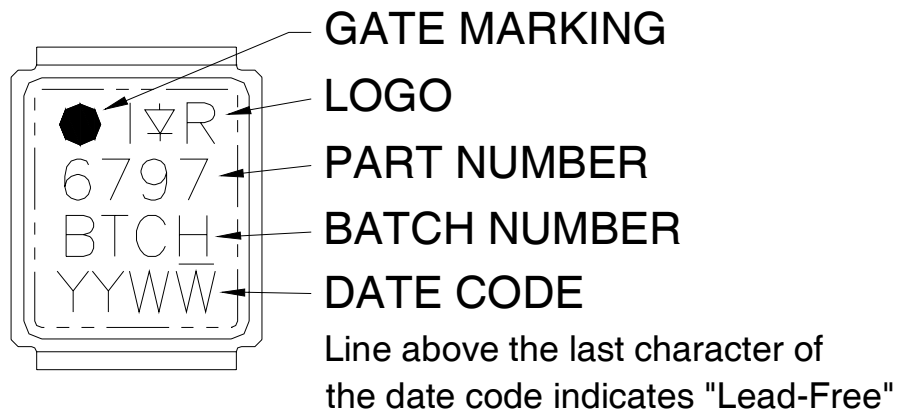 GATE MARKING
I R
LOGO
6797
PART NUMBER
BTCH
BATCH NUMBER
YYWW
DATE CODE
Line above the last character of
the date code indicates "Lead-Free"